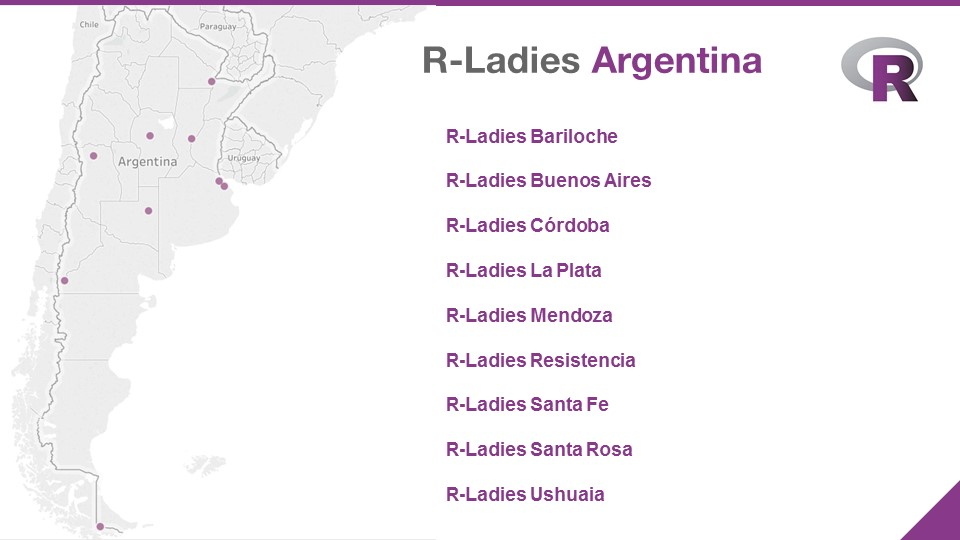 Chile
Paraguay
Argentina
Uruguay
R-Ladies Argentina
R
R-Ladies Bariloche
R-Ladies Buenos Aires
R-Ladies Córdoba
R-Ladies La Plata
R-Ladies Mendoza
R-Ladies Resistencia
R-Ladies Santa Fe
R-Ladies Santa Rosa
R-Ladies Ushuaia